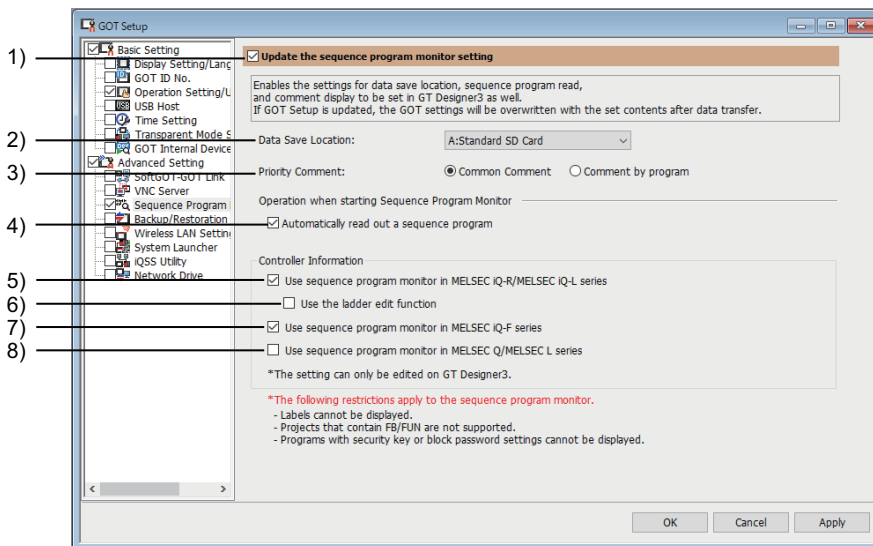 GOT Setup
Basic Setting
Display Setting/Lang
GOT ID No.
Operation Setting/U
USB Host
Time Setting
Transparent Mode S
GOT Internal Device
Advanced Setting
SoftGOT-GOT Link
VNC Server
Sequence Program
Backup/Restoration
Wireless LAN Settin
System Launcher
iQSS Utility
Network Drive
1)
Update the sequence program monitor setting
Enables the settings for data save location, sequence program read,
and comment display to be set in GT Designer3 as well.
If GOT Setup is updated, the GOT settings will be overwritten with the set contents after data transfer.
2)
Data Save Location: A:Standard SD Card
3)
Priority Comment: Common Comment Comment by program
Operation when starting Sequence Program Monitor
4)
Automatically read out a sequence program
Controller Information
5)
Use sequence program monitor in MELSEC iQ-R/MELSEC iQ-L series
6)
Use the ladder edit function
7)
Use sequence program monitor in MELSEC iQ-F series
8)
Use sequence program monitor in MELSEC Q/MELSEC L series
*The setting can only be edited on GT Designer3.
*The following restrictions apply to the sequence program monitor.
- Labels cannot be displayed.
- Projects that contain FB/FUN are not supported.
- Programs with security key or block password settings cannot be displayed.
OK Cancel Apply